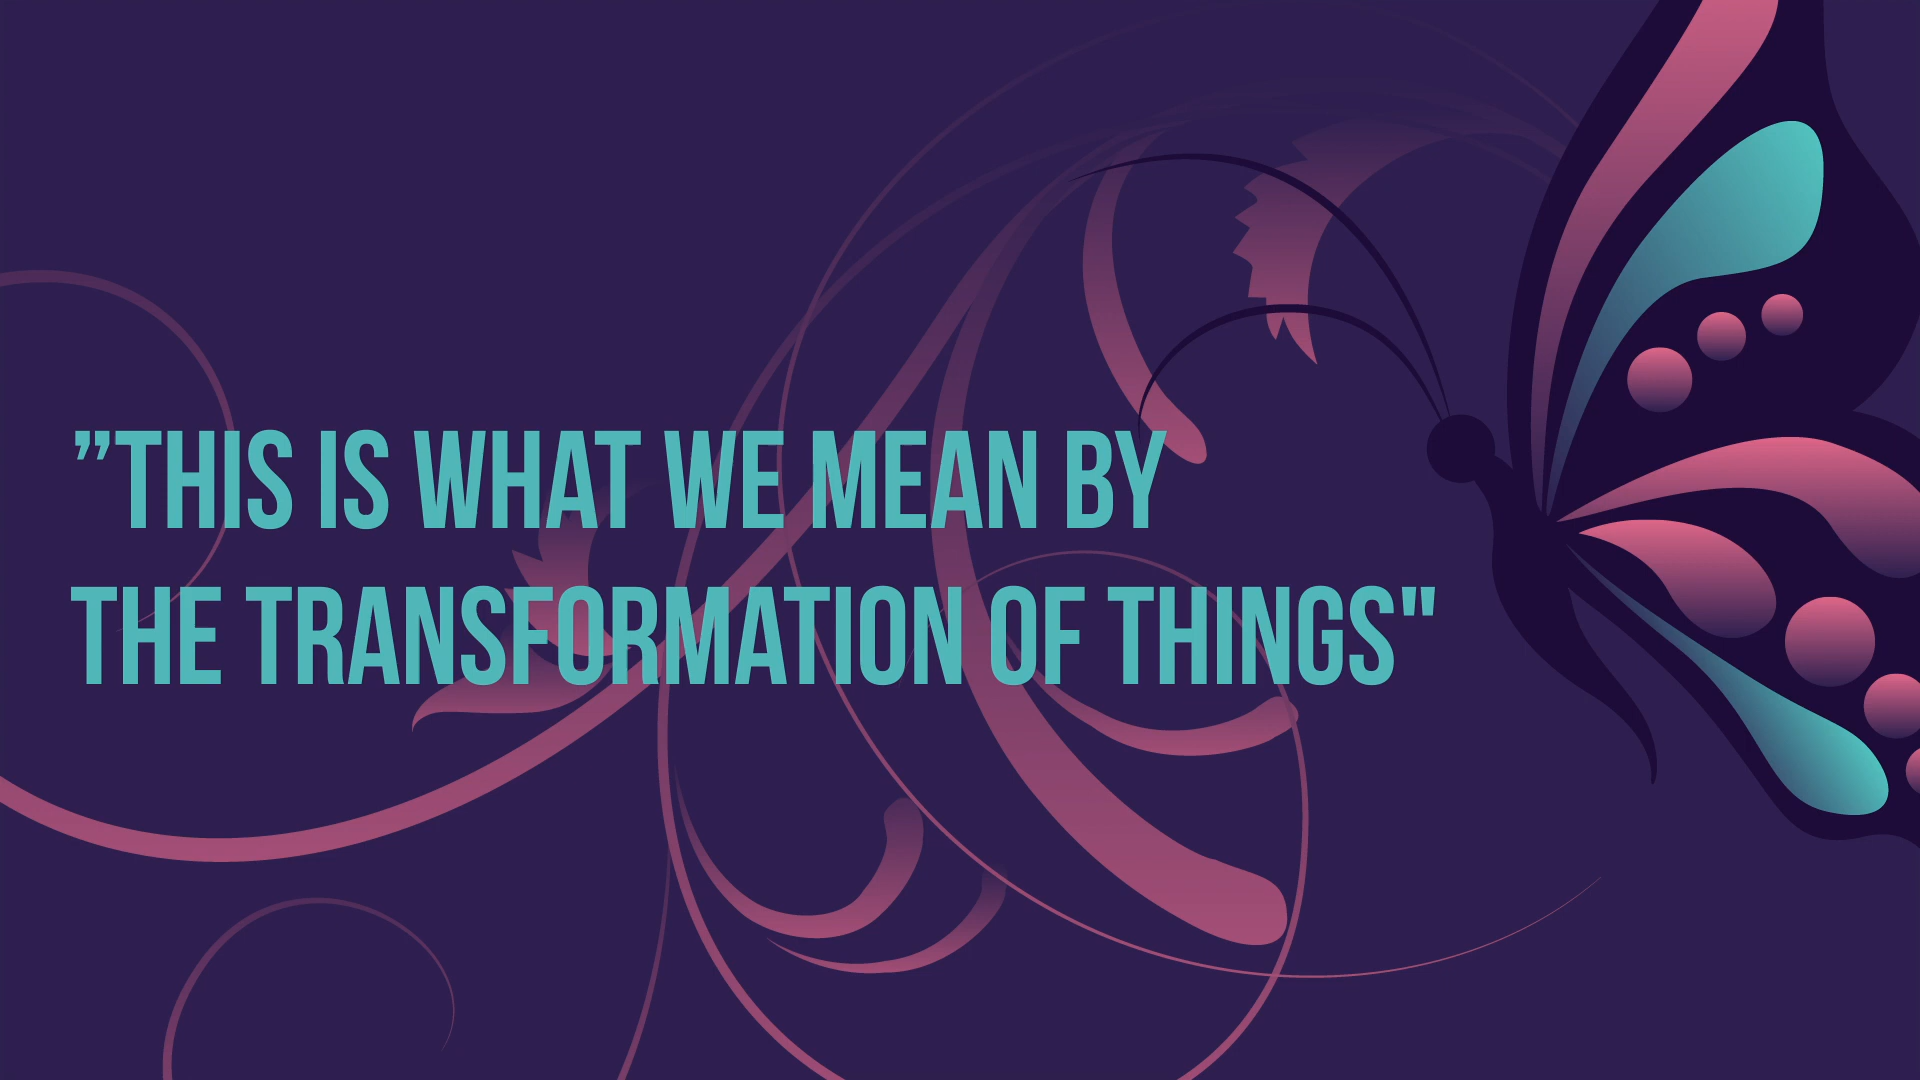 ”THIS IS WHAT WE MEAN BY
THE TRANSFORMATION OF THINGS"